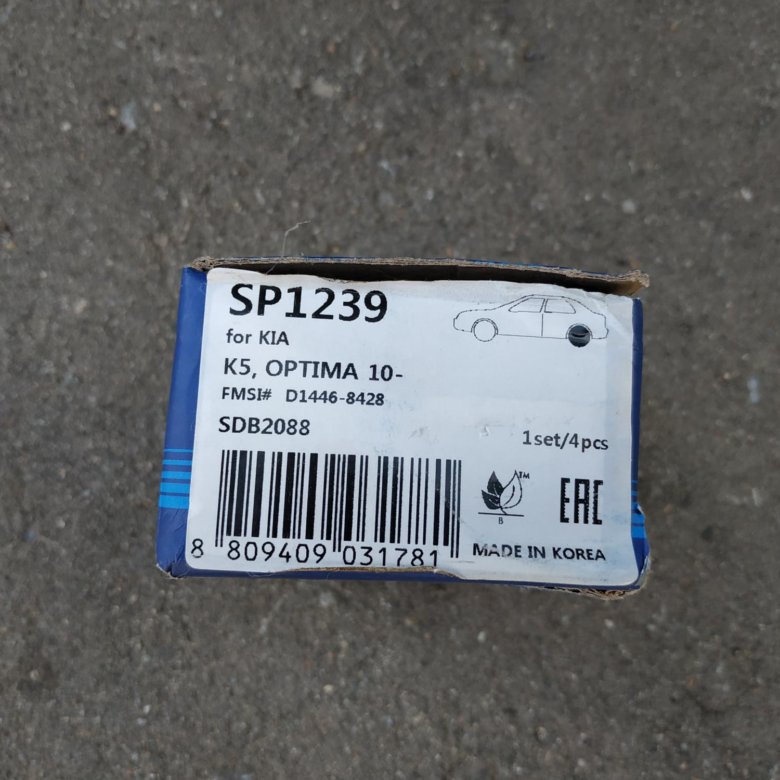 SP1239
for KIA
K5, OPTIMA 10-
FMSI# D1446-8428
SDB2088
1set/4pcs
TM
B
EAC
8 809409 031781
MADE IN KOREA